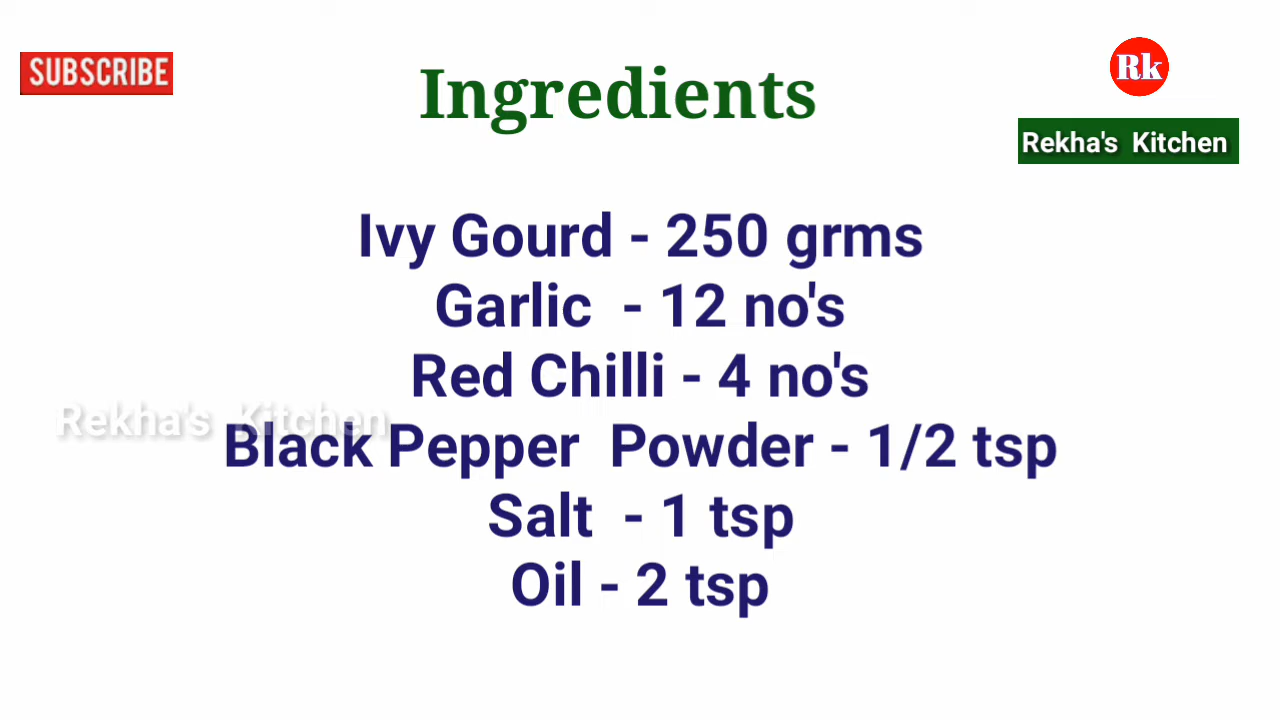 SUBSCRIBE
Rk
Ingredients
Rekha's Kitchen
Ivy Gourd - 250 grms
Garlic - 12 no's
Red Chilli - 4 no's
Rekha's Kitchen
Black Pepper Powder - 1/2 tsp
Salt - 1 tsp
Oil - 2 tsp